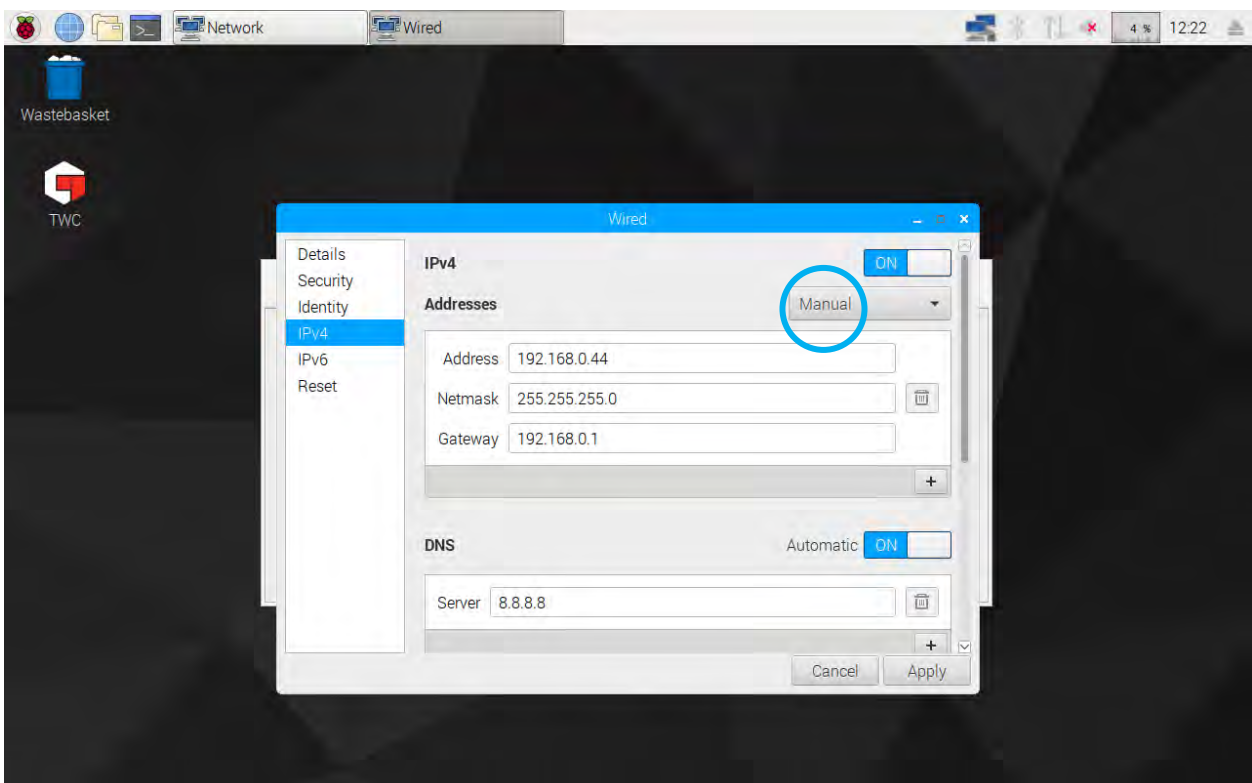 Network
Wired
4 %
12:22
Wastebasket
TWC
Wired
Details
Security
Identity
IPv4
IPv6
Reset
IPv4
ON
Addresses
Manual
Address 192.168.0.44
Netmask 255.255.255.0
Gateway 192.168.0.1
+
DNS
Automatic ON
Server 8.8.8.8
+
Cancel
Apply